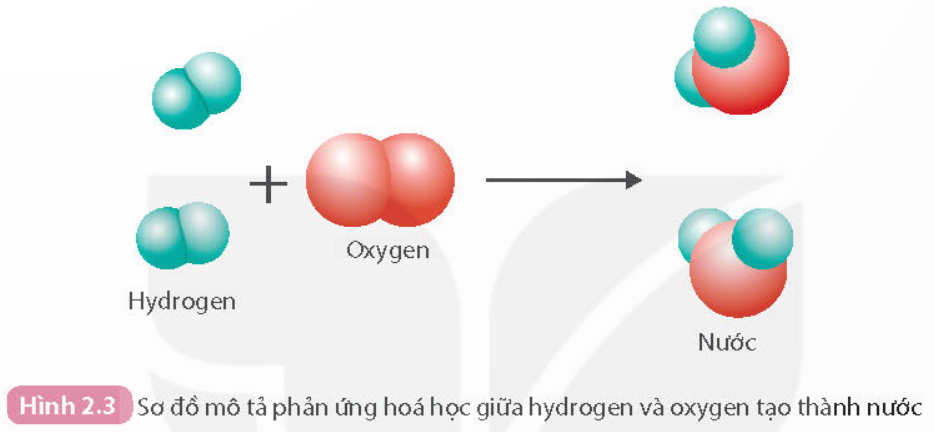 +
Oxygen
Hydrogen
Nước
Hình 2.3 Sơ đồ mô tả phản ứng hoá học giữa hydrogen và oxygen tạo thành nước